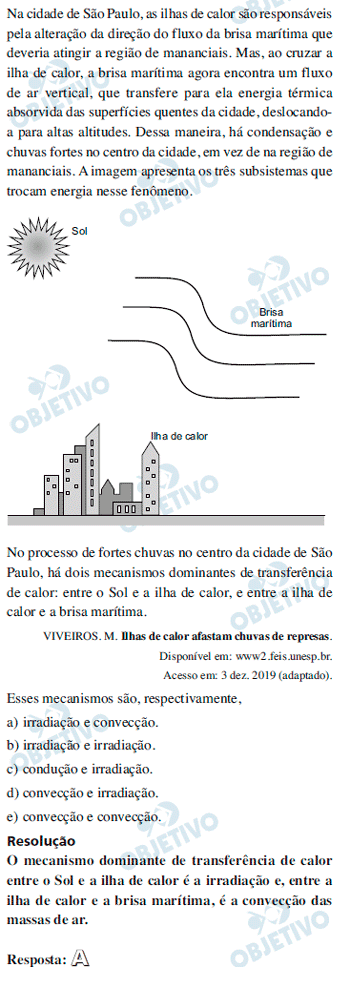 Na cidade de São Paulo, as ilhas de calor são responsáveis
pela alteração da direção do fluxo da brisa marítima que
deveria atingir a região de mananciais. Mas, ao cruzar a
ilha de calor, a brisa marítima agora encontra um fluxo
de ar vertical, que transfere para ela energia térmica
absorvida das superfícies quentes da cidade, deslocando-
a para altas altitudes. Dessa maneira, há condensação e
chuvas fortes no centro da cidade, em vez de na região de
mananciais. A imagem apresenta os três subsistemas que
trocam energia nesse fenômeno.
Sol
Brisa
marítima
Ilha de calor
No processo de fortes chuvas no centro da cidade de São
Paulo, há dois mecanismos dominantes de transferência
de calor: entre o Sol e a ilha de calor, e entre a ilha de
calor e a brisa marítima.
VIVEIROS. M. Ilhas de calor afastam chuvas de represas.
Disponível em: www2.feis.unesp.br.
Acesso em: 3 dez. 2019 (adaptado).
Esses mecanismos são, respectivamente,
a) irradiação e convecção.
b) irradiação e irradiação.
c) condução e irradiação.
d) convecção e irradiação.
e) convecção e convecção.
Resolução
O mecanismo dominante de transferência de calor
entre o Sol e a ilha de calor é a irradiação e, entre a
ilha de calor e a brisa marítima, é a convecção das
massas de ar.
Resposta: A
OBJETIVO
OBJETIVO
OBJETIVO
OBJETIVO
OBJETIVO
OBJETIVO
OBJETIVO
OBJETIVO
OBJETIVO
OBJETIVO